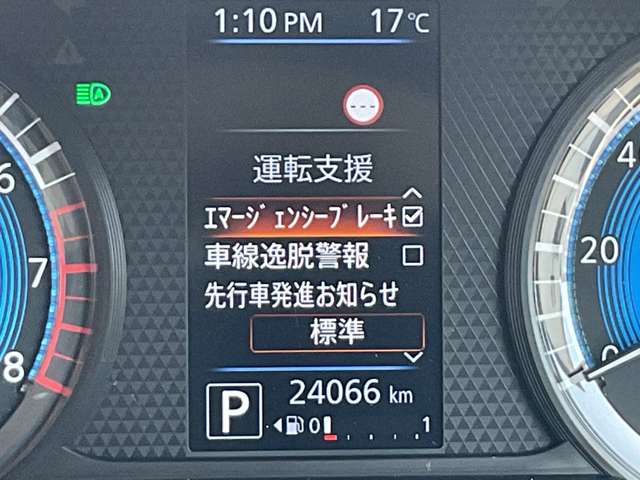 1:10 PM 17℃
A
---
運転支援
ｴﾏｰｼﾞｪﾝｼｰﾌﾞﾚｰｷ
車線逸脱警報
先行車発進お知らせ
標準
6
7
8
4
20
0
P 24066 km
0 1